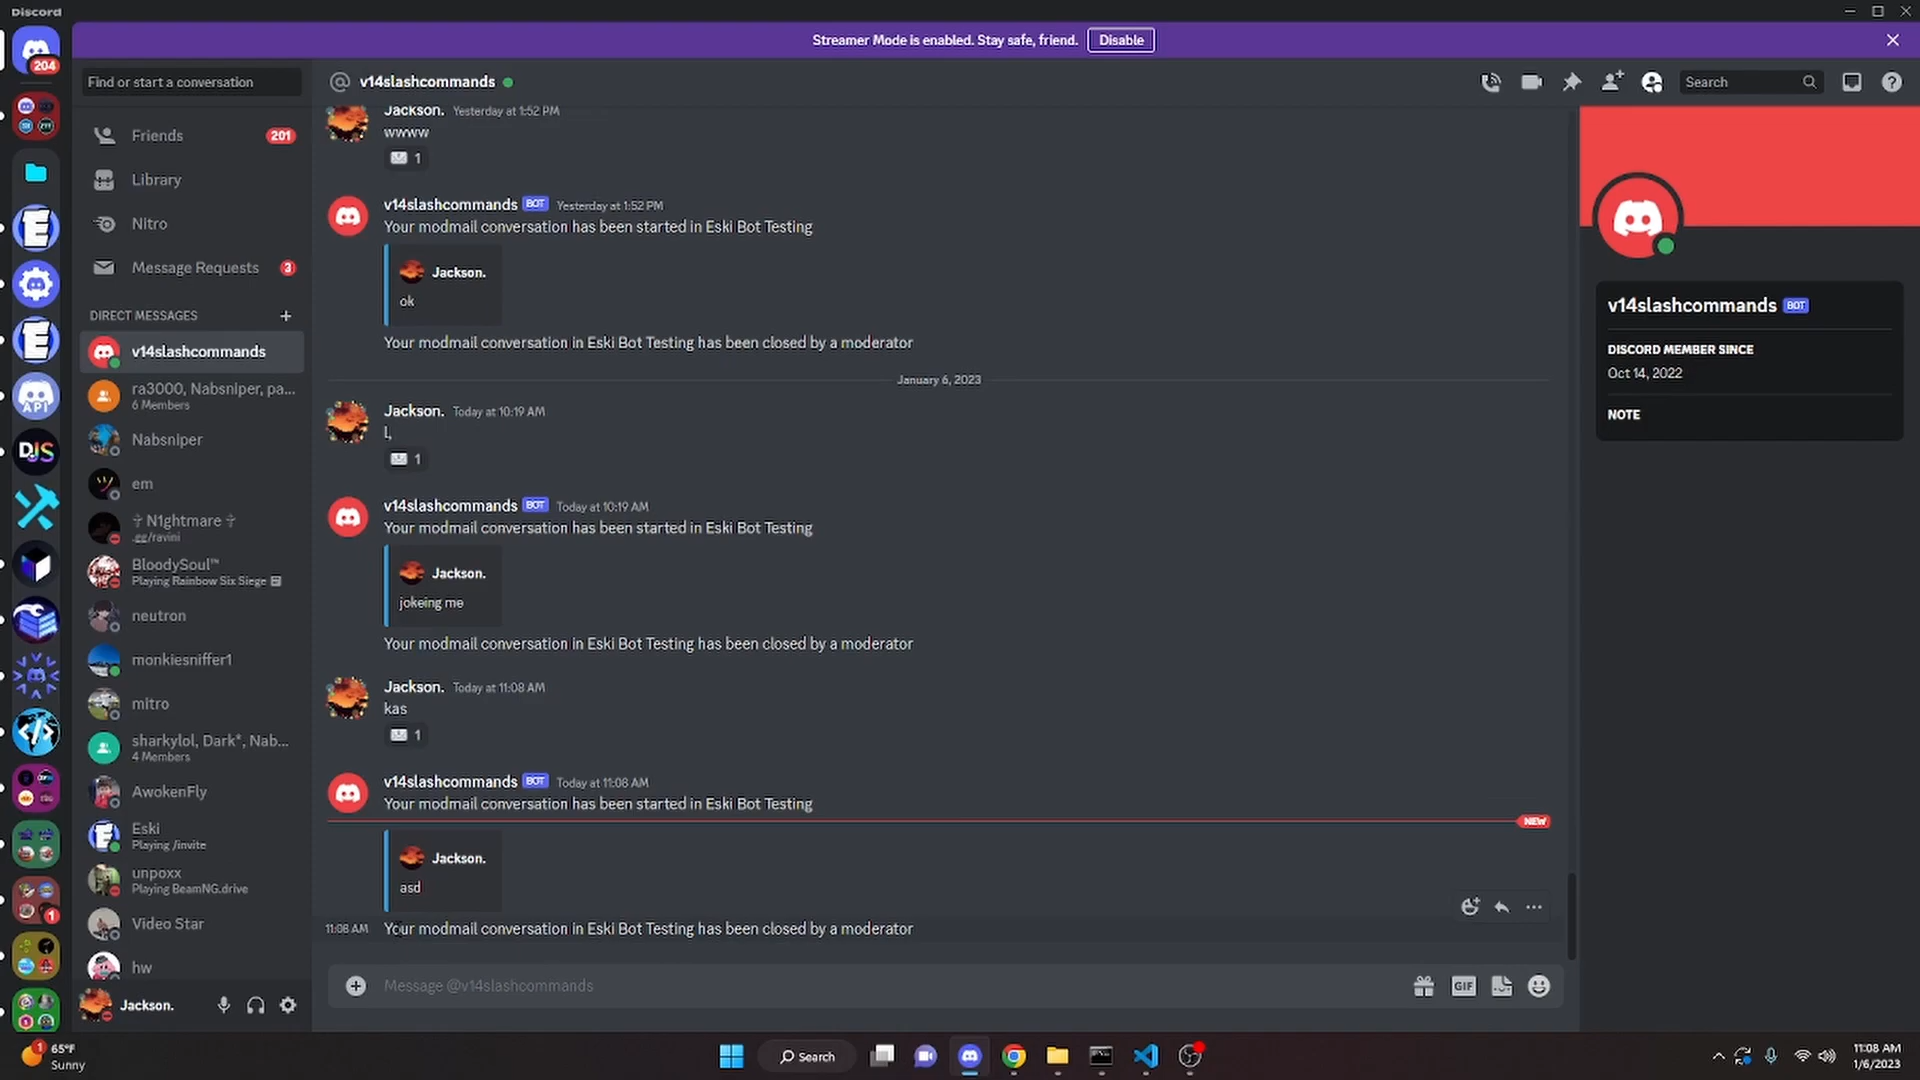 Discord
Streamer Mode is enabled. Stay safe, friend.
Disable
204
Find or start a conversation
Friends
201
Library
Nitro
Message Requests
3
DIRECT MESSAGES
v14slashcommands
ra3000, Nabsniper, pa...
6 Members
Nabsniper
em
✞ N1ghtmare ✞
.gg/ravini
BloodySoul™
Playing Rainbow Six Siege
neutron
monkiesniffer1
mitro
sharkylol, Dark*, Nab...
4 Members
AwokenFly
Eski
Playing /invite
unpoxx
Playing BeamNG.drive
Video Star
hw
Jackson.
API
DJS
1
v14slashcommands
Search
Jackson. Yesterday at 1:52 PM
wwww
1
v14slashcommands BOT Yesterday at 1:52 PM
Your modmail conversation has been started in Eski Bot Testing
Jackson.
ok
Your modmail conversation in Eski Bot Testing has been closed by a moderator
January 6, 2023
Jackson. Today at 10:19 AM
l,
1
v14slashcommands BOT Today at 10:19 AM
Your modmail conversation has been started in Eski Bot Testing
Jackson.
jokeing me
Your modmail conversation in Eski Bot Testing has been closed by a moderator
Jackson. Today at 11:08 AM
kas
1
v14slashcommands BOT Today at 11:08 AM
Your modmail conversation has been started in Eski Bot Testing
NEW
Jackson.
asd
11:08 AM Your modmail conversation in Eski Bot Testing has been closed by a moderator
Message @v14slashcommands
GIF
v14slashcommands BOT
DISCORD MEMBER SINCE
Oct 14, 2022
NOTE
1
65°F
Sunny
Search
11:08 AM
1/6/2023